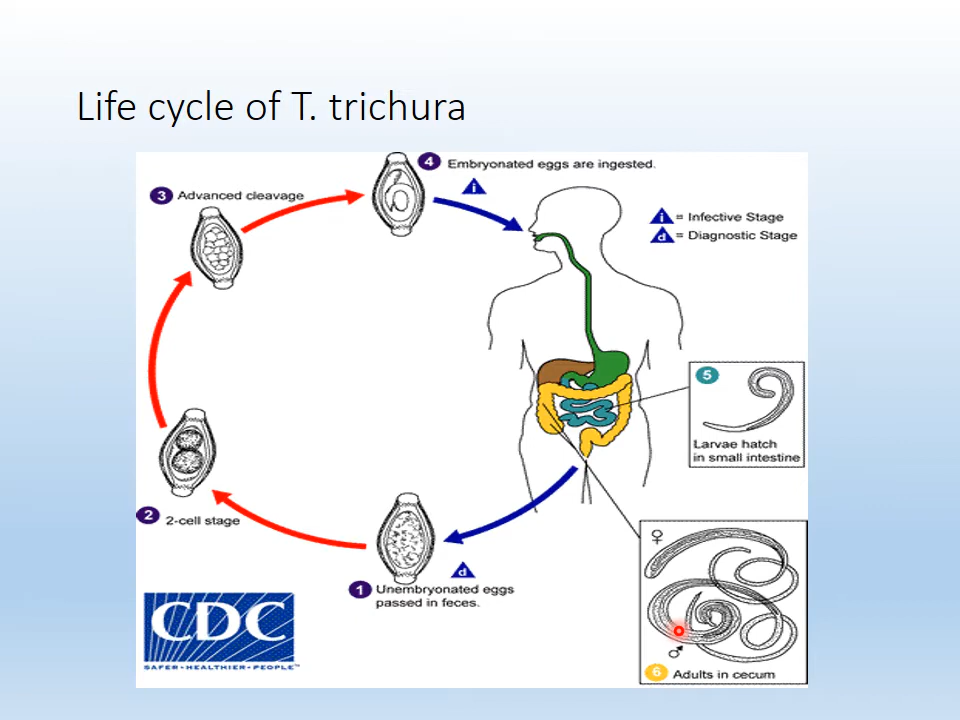 Life cycle of T. trichura
4 Embryonated eggs are ingested.
i
3 Advanced cleavage
i = Infective Stage
d = Diagnostic Stage
5
Larvae hatch
in small intestine
2 2-cell stage
d
1 Unembryonated eggs
passed in feces.
♀
♂
6 Adults in cecum
CDC
SAFER • HEALTHIER • PEOPLE™